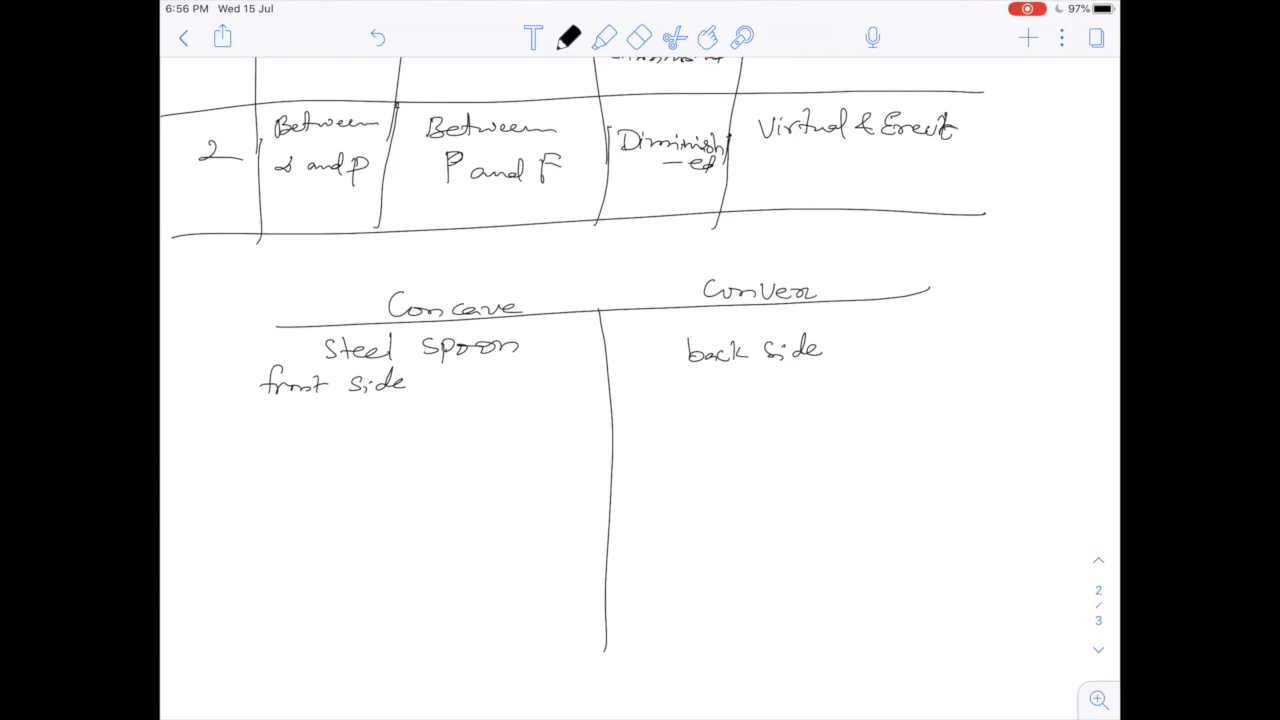 6:56 PM Wed 15 Jul
97%
T
2
Between
∝ and P
Between
P and F
Diminish
-ed
Virtual & Erect
Concave
Convex
Steel spoon
front side
back side
2
/
3